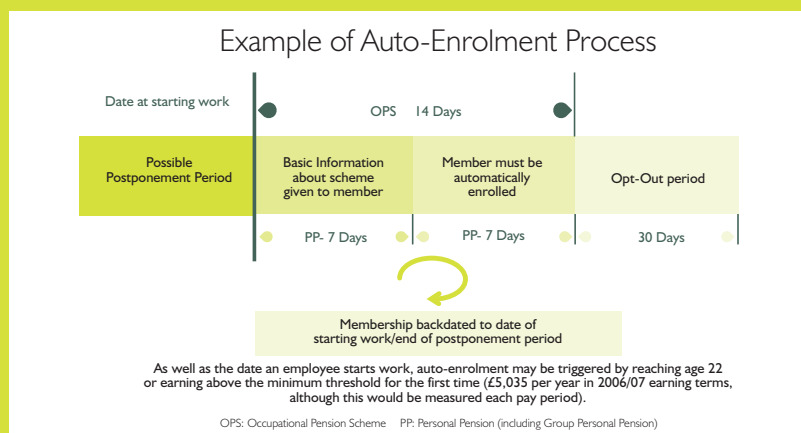 Example of Auto-Enrolment Process
Date at starting work
OPS 14 Days
Possible
Postponement Period
Basic Information
about scheme
given to member
Member must be
automatically
enrolled
Opt-Out period
PP- 7 Days
PP- 7 Days
30 Days
Membership backdated to date of
starting work/end of postponement period
As well as the date an employee starts work, auto-enrolment may be triggered by reaching age 22
or earning above the minimum threshold for the first time (£5,035 per year in 2006/07 earning terms,
although this would be measured each pay period).
OPS: Occupational Pension Scheme PP: Personal Pension (including Group Personal Pension)